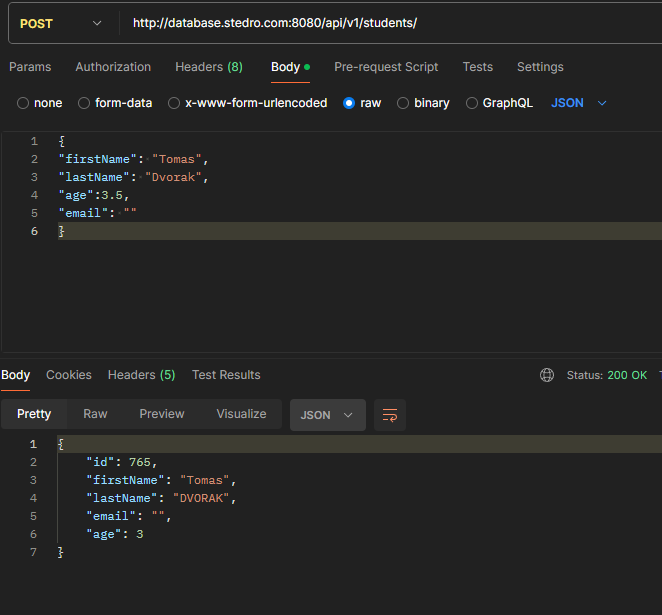 POST http://database.stedro.com:8080/api/v1/students/
Params Authorization Headers (8) Body Pre-request Script Tests Settings
none form-data x-www-form-urlencoded raw binary GraphQL JSON
1 {
2 "firstName": "Tomas",
3 "lastName": "Dvorak",
4 "age":3.5,
5 "email": ""
6 }
Body Cookies Headers (5) Test Results Status: 200 OK
Pretty Raw Preview Visualize JSON
1 {
2 "id": 765,
3 "firstName": "Tomas",
4 "lastName": "DVORAK",
5 "email": "",
6 "age": 3
7 }